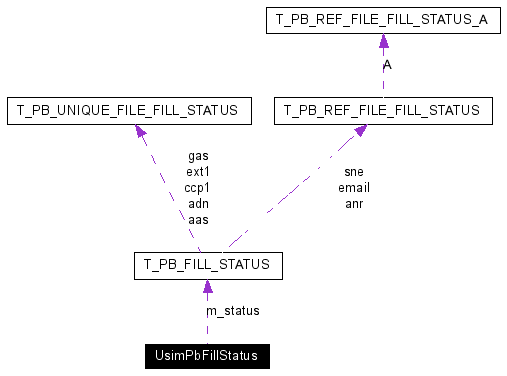 T_PB_REF_FILE_FILL_STATUS_A
A
T_PB_UNIQUE_FILE_FILL_STATUS
T_PB_REF_FILE_FILL_STATUS
gas
ext1
ccp1
adn
aas
sne
email
anr
T_PB_FILL_STATUS
m_status
UsimPbFillStatus